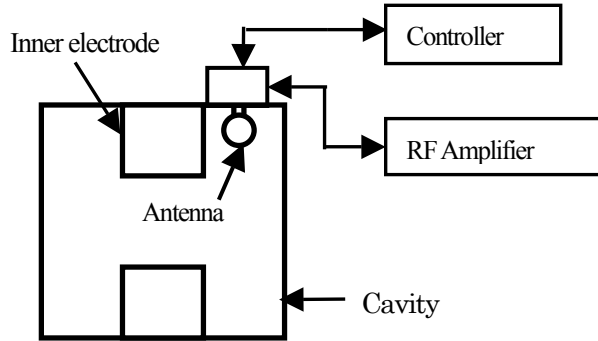 Controller
Inner electrode
RF Amplifier
Antenna
Cavity